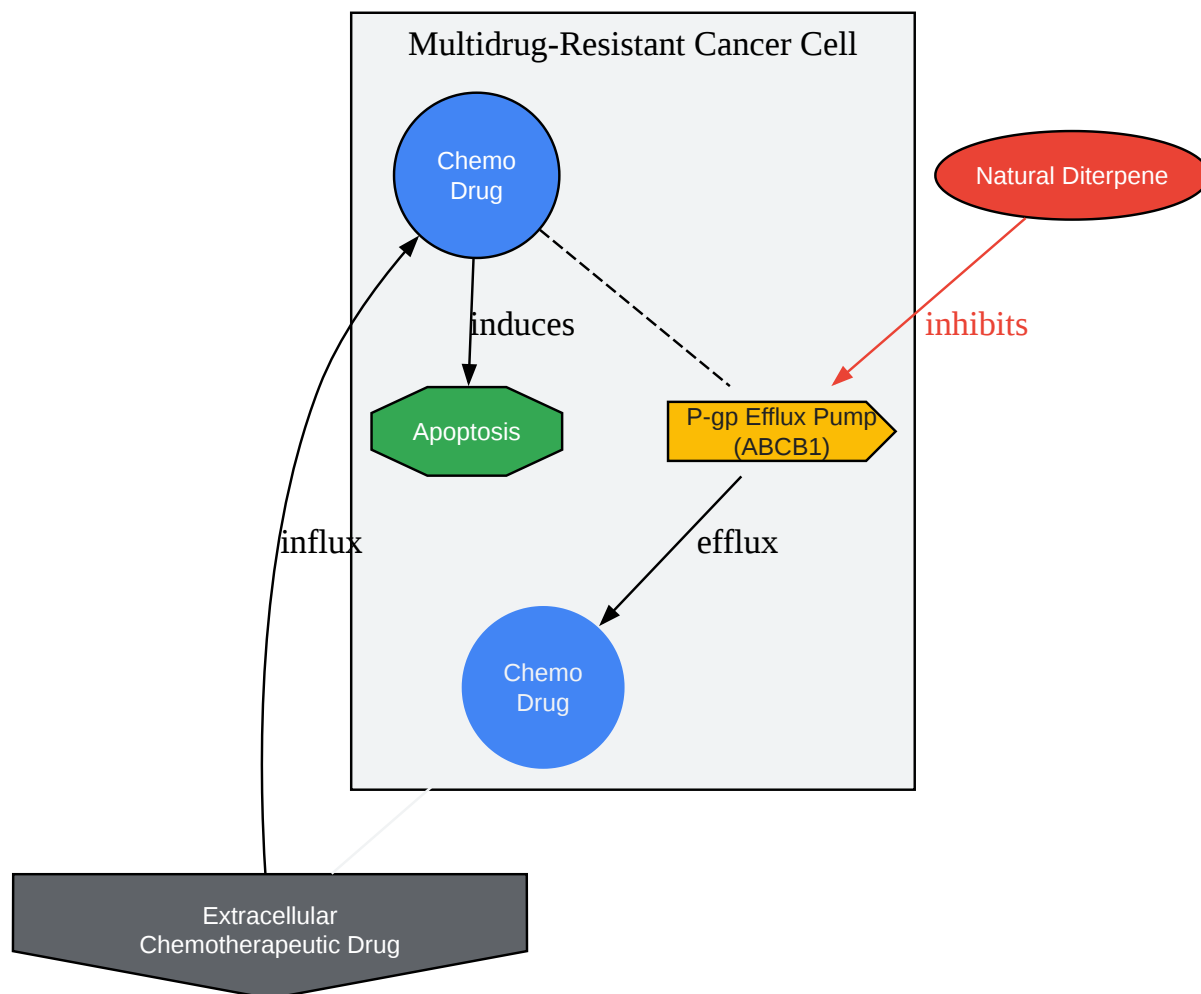 Multidrug-Resistant Cancer Cell
Chemo
Drug
Natural Diterpene
induces
inhibits
Apoptosis
P-gp Efflux Pump
(ABCB1)
influx
efflux
Chemo
Drug
Extracellular
Chemotherapeutic Drug